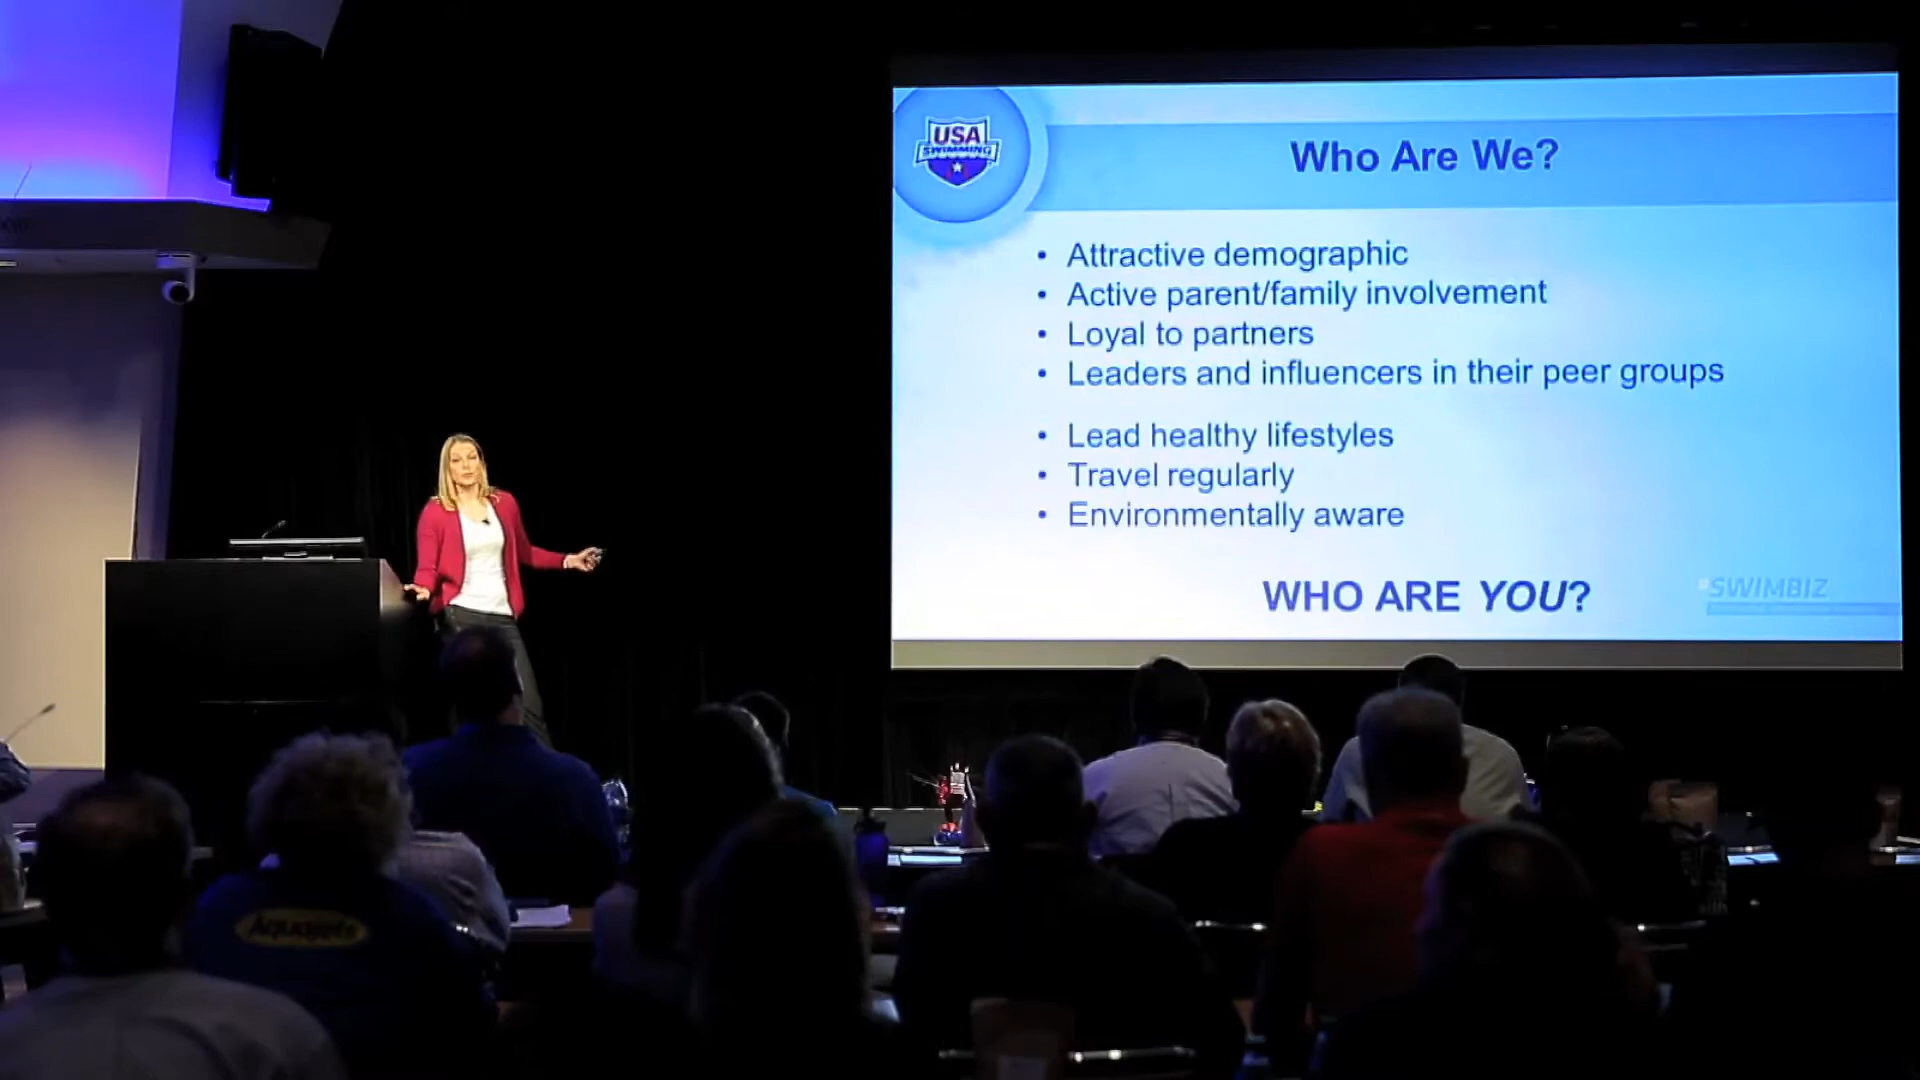 USA
SWIMMING
Who Are We?
• Attractive demographic
• Active parent/family involvement
• Loyal to partners
• Leaders and influencers in their peer groups
• Lead healthy lifestyles
• Travel regularly
• Environmentally aware
WHO ARE YOU?
#SWIMBIZ